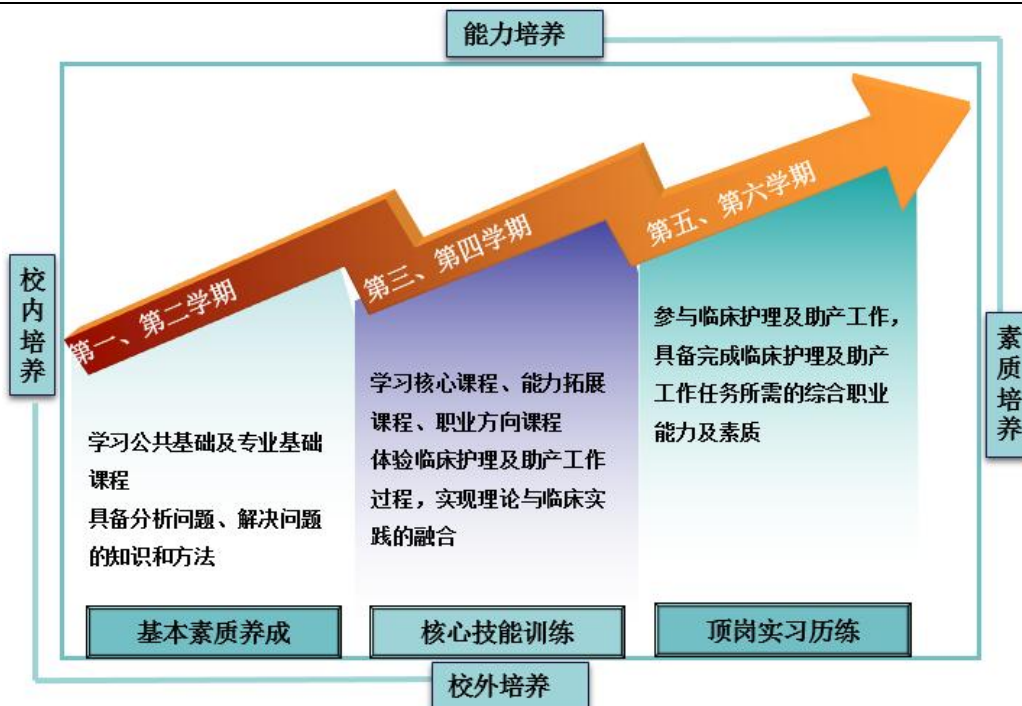 能力培养
校内培养
第一、第二学期
学习公共基础及专业基础
课程
具备分析问题、解决问题
的知识和方法
基本素质养成
第三、第四学期
学习核心课程、能力拓展
课程、职业方向课程
体验临床护理及助产工作
过程，实现理论与临床实
践的融合
核心技能训练
第五、第六学期
参与临床护理及助产工作，
具备完成临床护理及助产
工作任务所需的综合职业
能力及素质
顶岗实习历练
素质培养
校外培养